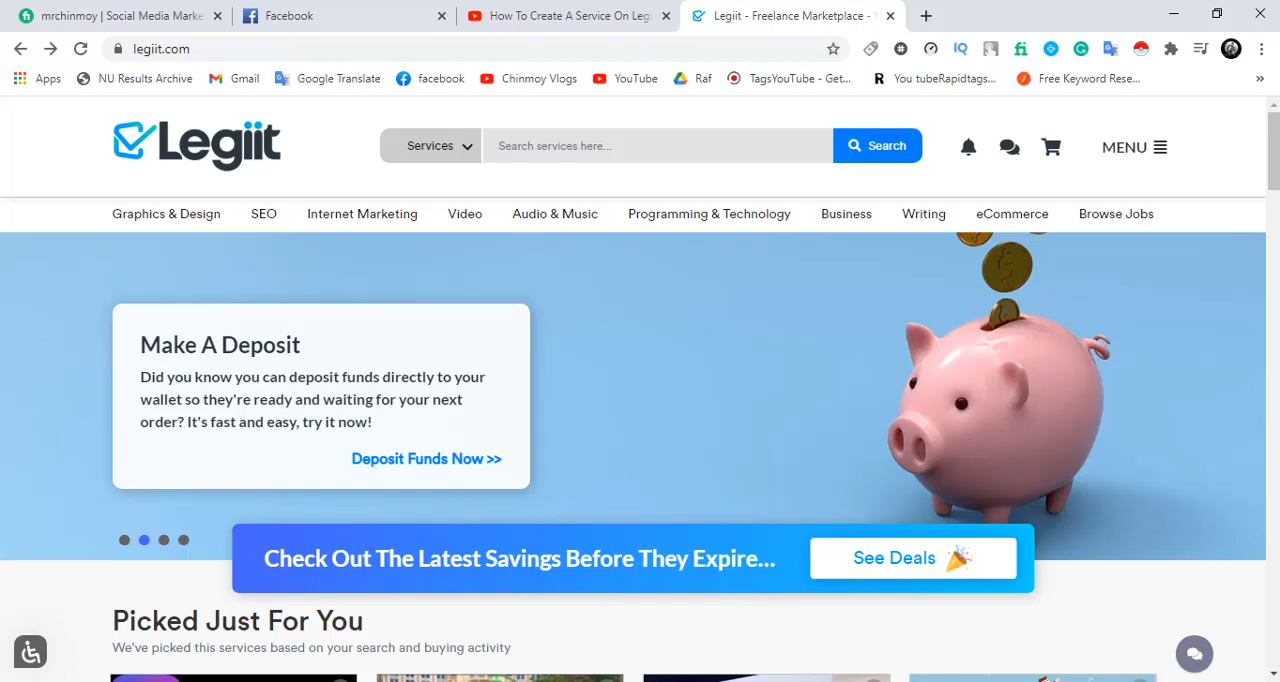 mrchinmoy | Social Media Marke
Facebook
How To Create A Service On Legi
Legiit - Freelance Marketplace -
legiit.com
Apps
NU Results Archive
Gmail
Google Translate
facebook
Chinmoy Vlogs
YouTube
Raf
TagsYouTube - Get...
You tubeRapidtags...
Free Keyword Rese...
Legiit
Services
Search services here...
Search
MENU
Graphics & Design
SEO
Internet Marketing
Video
Audio & Music
Programming & Technology
Business
Writing
eCommerce
Browse Jobs
Make A Deposit
Did you know you can deposit funds directly to your
wallet so they're ready and waiting for your next
order? It's fast and easy, try it now!
Deposit Funds Now >>
Check Out The Latest Savings Before They Expire...
See Deals
Picked Just For You
We've picked this services based on your search and buying activity